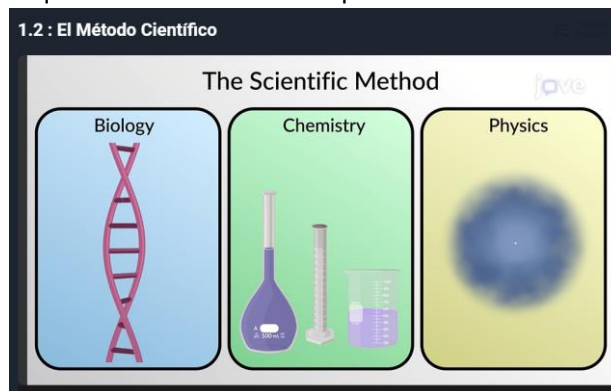 1.2 : El Método Científico
The Scientific Method
jove
Biology
Chemistry
Physics